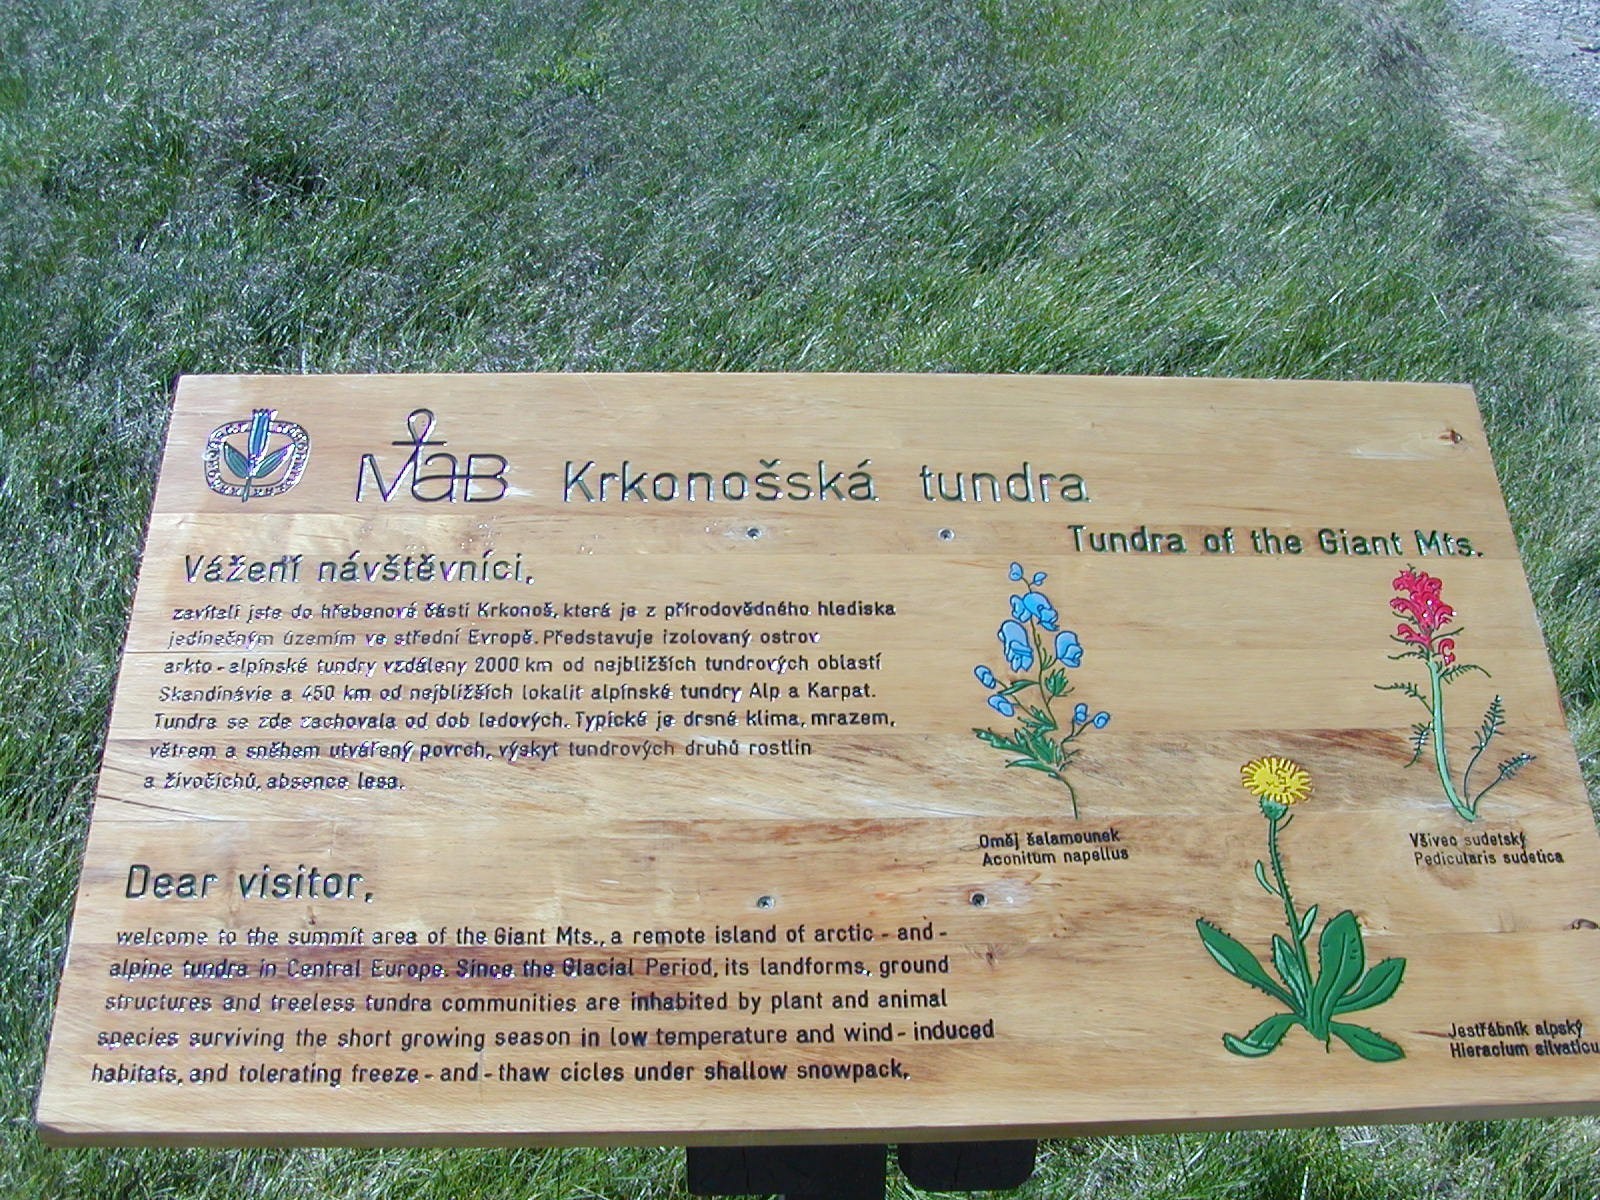 MaB Krkonošská tundra
Tundra of the Giant Mts.
Vážení návštěvníci,
zavítali jste do hřebenové části Krkonoš, která je z přírodovědného hlediska
jedinečným územím ve střední Evropě. Představuje izolovaný ostrov
arkto - alpínské tundry vzdáleny 2000 km od nejbližších tundrových oblastí
Skandinávie a 450 km od nejbližších lokalit alpínské tundry Alp a Karpat.
Tundra se zde zachovala od dob ledových. Typické je drsné klima, mrazem,
větrem a sněhem utvářený povrch, výskyt tundrových druhů rostlin
a živočichů, absence lesa.
Dear visitor,
welcome to the summit area of the Giant Mts., a remote island of arctic - and -
alpine tundra in Central Europe. Since the Glacial Period, its landforms, ground
structures and treeless tundra communities are inhabited by plant and animal
species surviving the short growing season in low temperature and wind - induced
habitats, and tolerating freeze - and - thaw cicles under shallow snowpack.
Oměj šalamounek
Aconitum napellus
Všivec sudetský
Pedicularis sudetica
Jestřábník alpský
Hieracium silvaticu